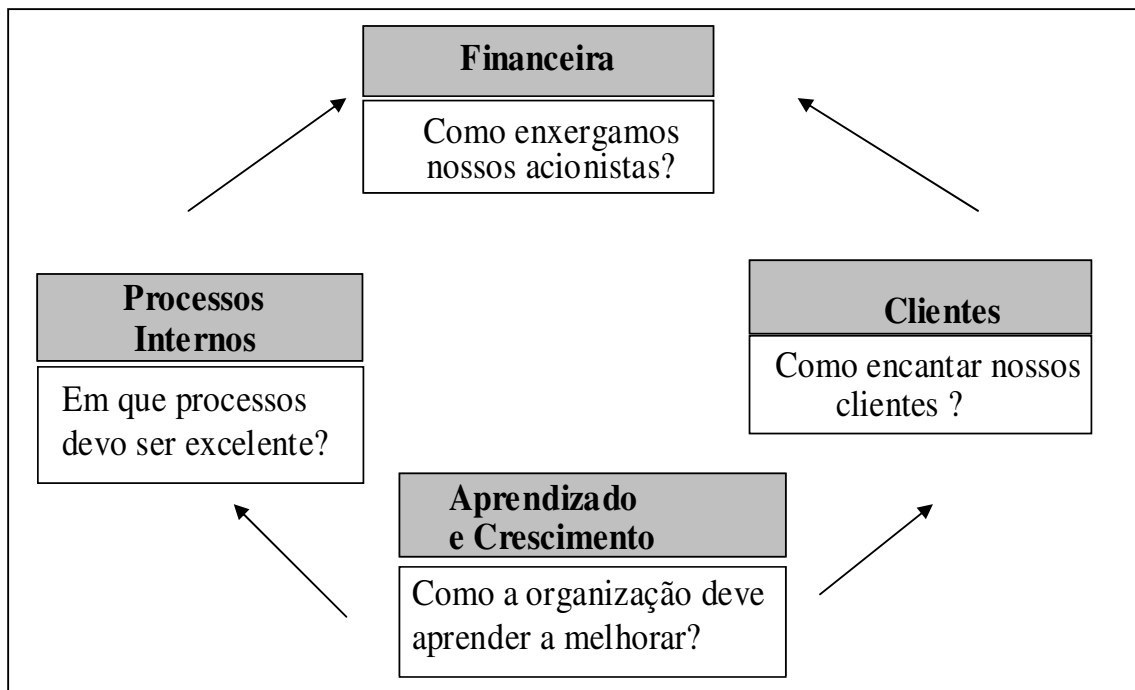 Financeira
Como enxergamos
nossos acionistas?
Processos
Internos
Em que processos
devo ser excelente?
Clientes
Como encantar nossos
clientes ?
Aprendizado
e Crescimento
Como a organização deve
aprender a melhorar?